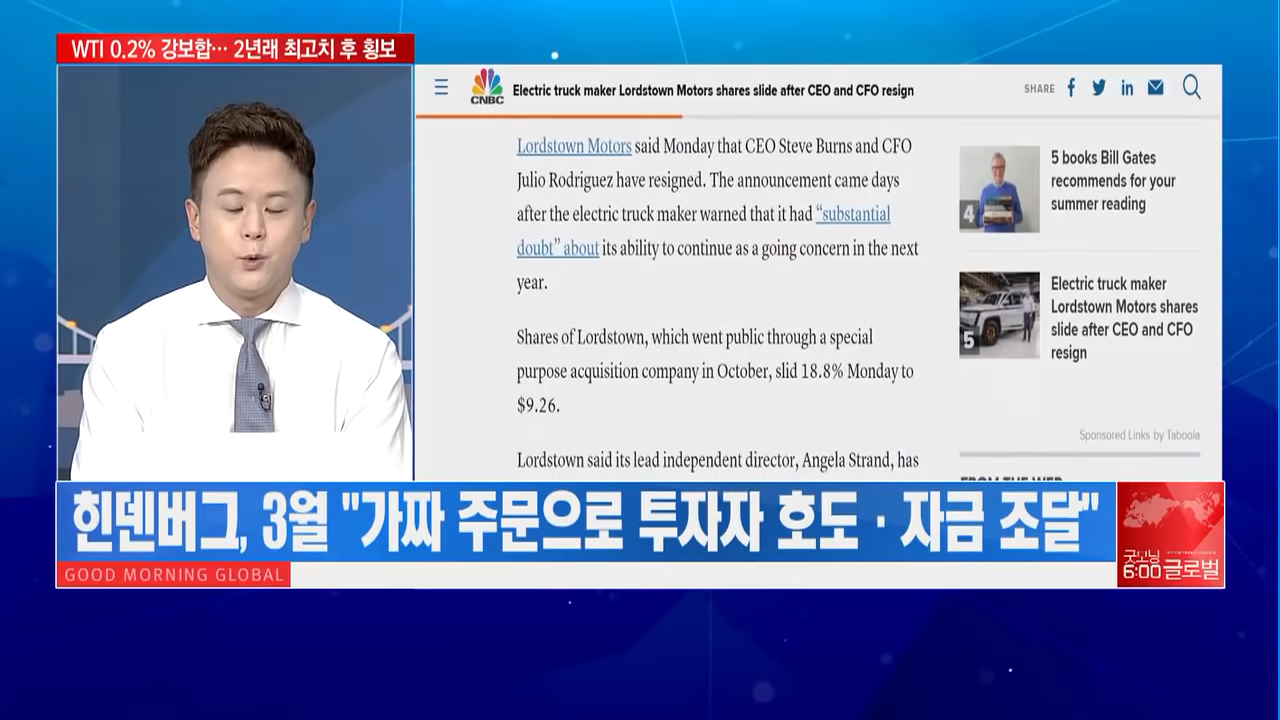 WTI 0.2% 강보합… 2년래 최고치 후 횡보
CNBC
Electric truck maker Lordstown Motors shares slide after CEO and CFO resign
SHARE
Lordstown Motors said Monday that CEO Steve Burns and CFO
Julio Rodriguez have resigned. The announcement came days
after the electric truck maker warned that it had “substantial
doubt” about its ability to continue as a going concern in the next
year.
Shares of Lordstown, which went public through a special
purpose acquisition company in October, slid 18.8% Monday to
$9.26.
Lordstown said its lead independent director, Angela Strand, has
4
5 books Bill Gates
recommends for your
summer reading
5
Electric truck maker
Lordstown Motors shares
slide after CEO and CFO
resign
Sponsored Links by Taboola
FROM THE WEB
힌덴버그, 3월 "가짜 주문으로 투자자 호도·자금 조달"
GOOD MORNING GLOBAL
굿모닝
6:00 글로벌